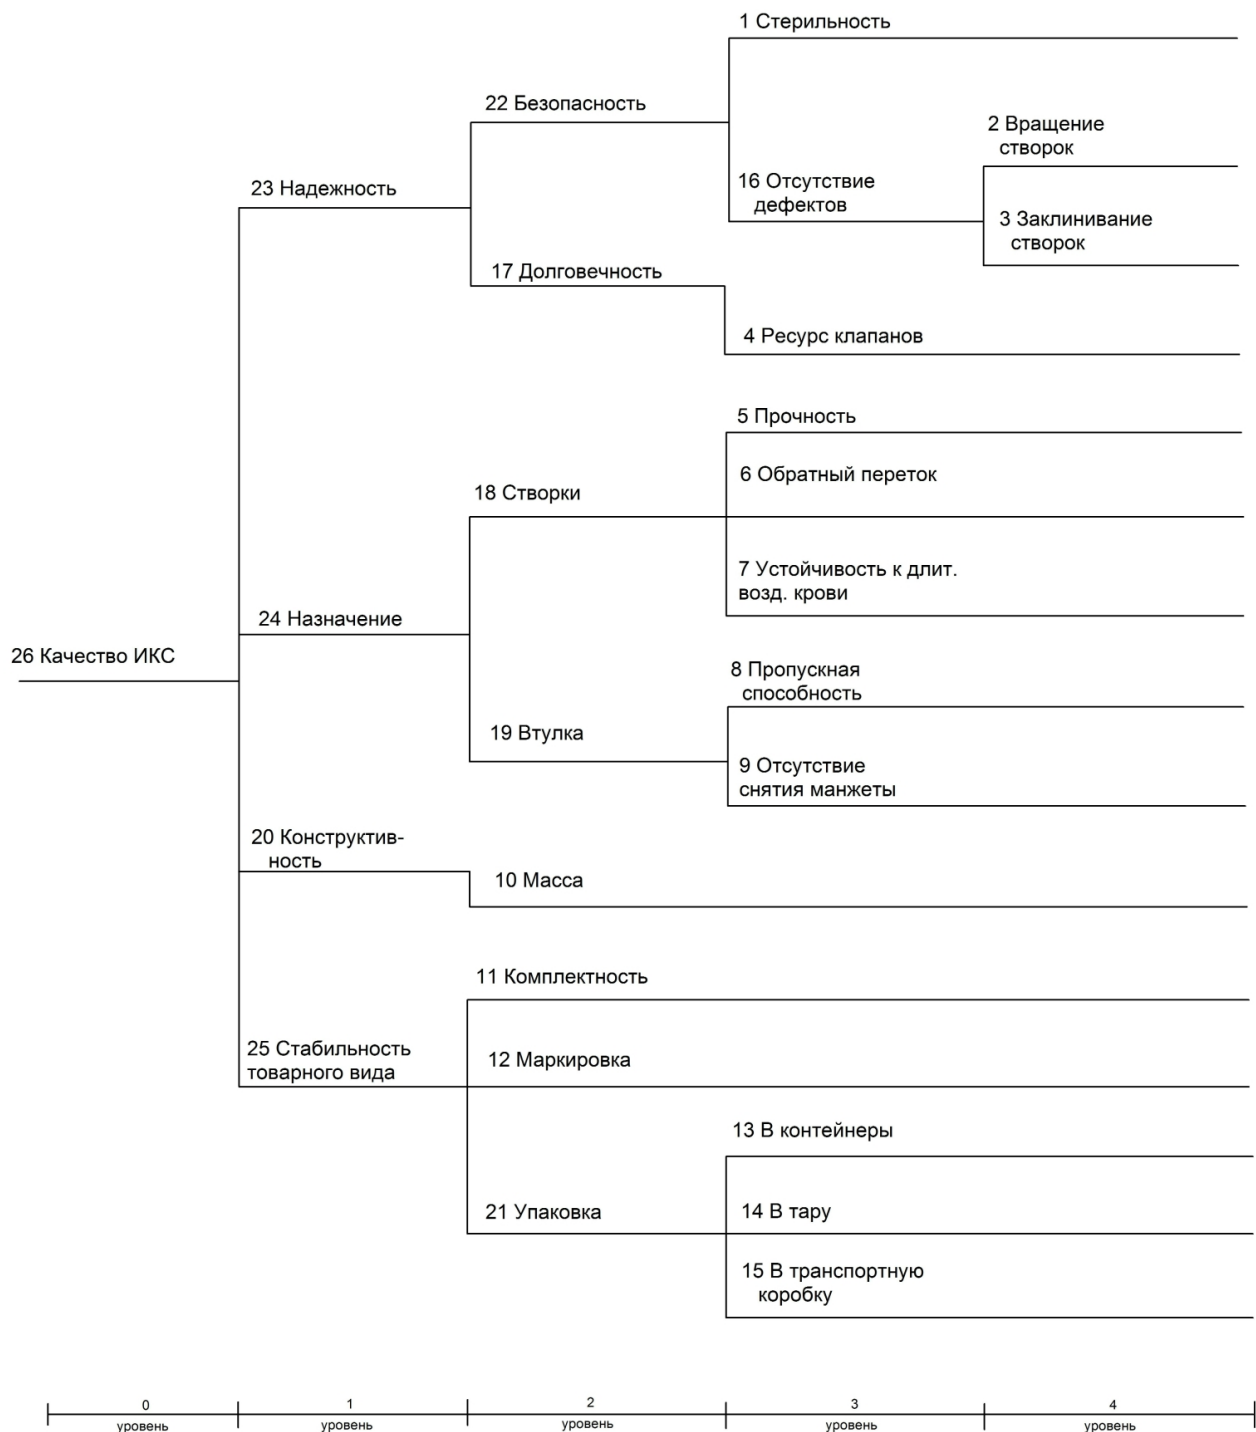 1 Стерильность
22 Безопасность
2 Вращение
створок
16 Отсутствие
дефектов
23 Надежность
3 Заклинивание
створок
17 Долговечность
4 Ресурс клапанов
5 Прочность
6 Обратный переток
18 Створки
7 Устойчивость к длит.
возд. крови
24 Назначение
26 Качество ИКС
8 Пропускная
способность
19 Втулка
9 Отсутствие
снятия манжеты
20 Конструктив-
ность
10 Масса
11 Комплектность
25 Стабильность
товарного вида
12 Маркировка
13 В контейнеры
21 Упаковка
14 В тару
15 В транспортную
коробку
0
уровень
1
уровень
2
уровень
3
уровень
4
уровень